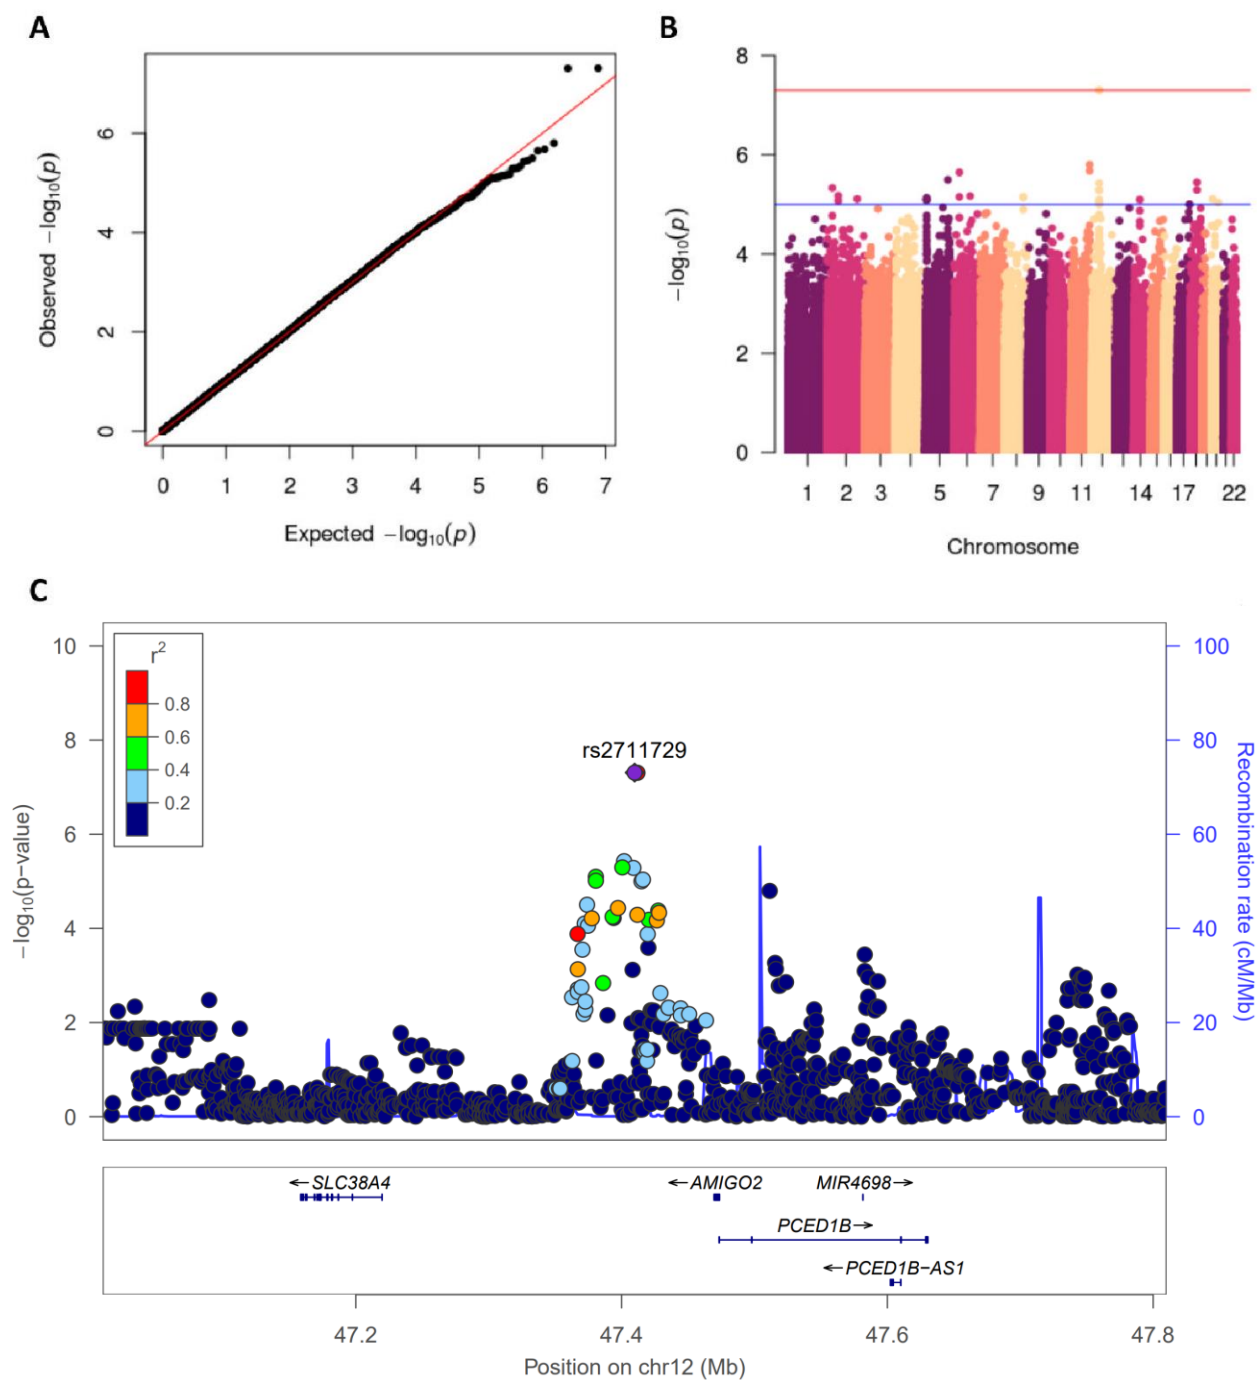 A
B
6
4
2
0
Observed −log10(p)
0 1 2 3 4 5 6 7
Expected −log10(p)
8
6
4
2
0
−log10(p)
1 2 3 5 7 9 11 14 17 22
Chromosome
C
10
8
6
4
2
0
−log10(p−value)
r2
0.8
0.6
0.4
0.2
rs2711729
100
80
60
40
20
0
Recombination rate (cM/Mb)
←SLC38A4
←AMIGO2
MIR4698→
PCED1B→
←PCED1B−AS1
47.2 47.4 47.6 47.8
Position on chr12 (Mb)